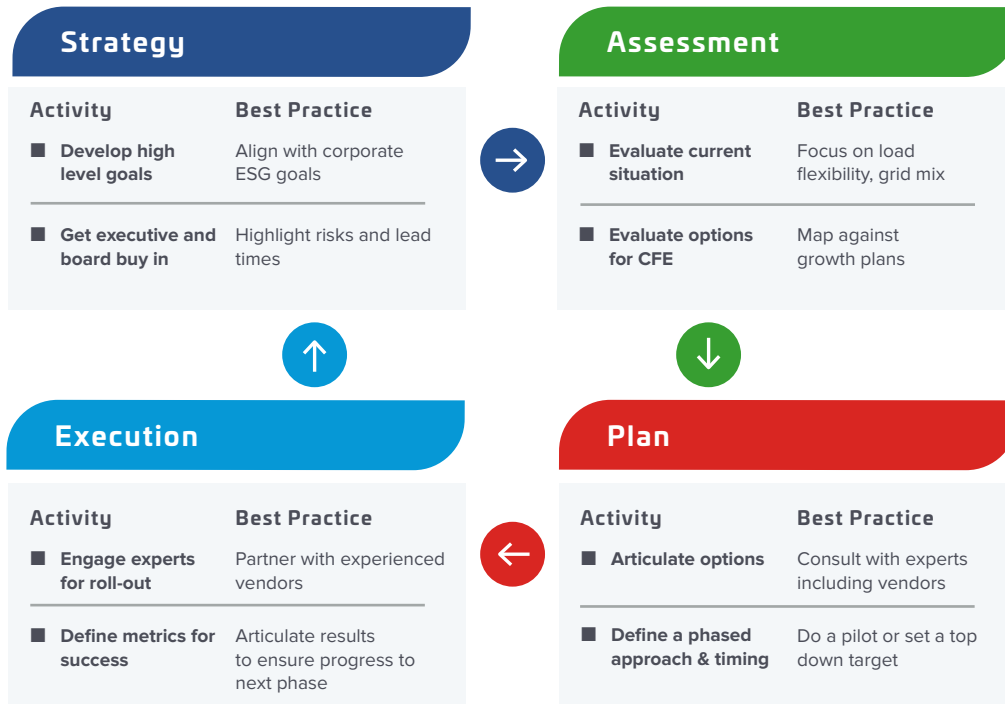 Strategy
Activity
Best Practice
Develop high
level goals
Align with corporate
ESG goals
Get executive and
board buy in
Highlight risks and lead
times
Assessment
Activity
Best Practice
Evaluate current
situation
Focus on load
flexibility, grid mix
Evaluate options
for CFE
Map against
growth plans
Execution
Activity
Best Practice
Engage experts
for roll-out
Partner with experienced
vendors
Define metrics for
success
Articulate results
to ensure progress to
next phase
Plan
Activity
Best Practice
Articulate options
Consult with experts
including vendors
Define a phased
approach & timing
Do a pilot or set a top
down target